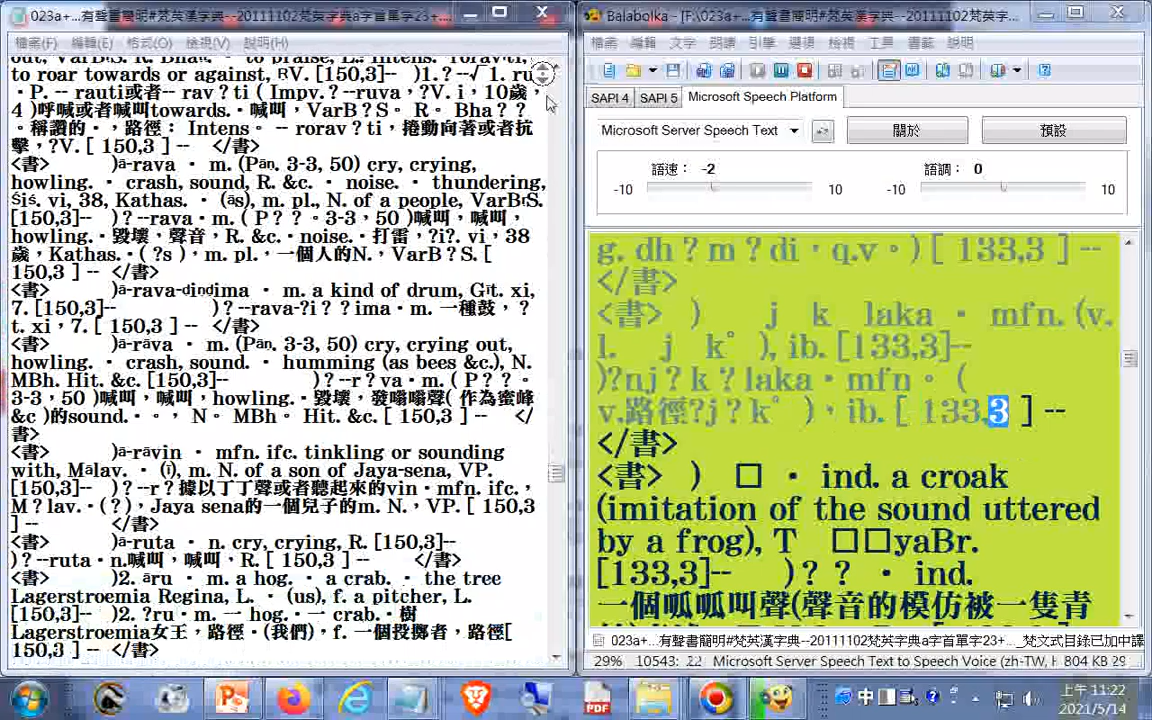 023a+...有聲書簡明#梵英漢字典--20111102梵英字典a字首單字23+...
檔案(F) 編輯(E) 格式(O) 檢視(V) 說明(H)
to roar towards or against, RV. [150,3]-- )1. ?--√ 1. ru
‧P. -- rauti或者-- rav?ti ( Impv.?--ruva，?V. i，10歲，
4 )呼喊或者喊叫towards.‧喊叫，VarB?S。R。Bha??。
。稱讚的‧，路徑： Intens。-- rorav?ti，捲動向著或者抗
擊，?V. [ 150,3 ] -- </書>
<書> )ā-rava‧m. (Pāṇ. 3-3, 50) cry, crying,
howling.‧crash, sound, R. &c.‧noise.‧thundering,
Śiś. vi, 38, Kathas.‧(ās), m. pl., N. of a people, VarBṛS.
[150,3]-- )?--rava‧m. ( P??。3-3，50 )喊叫，喊叫，
howling.‧毀壞，聲音，R. &c.‧noise.‧打雷，?i?. vi，38
歲，Kathas.‧(?s )，m. pl.，一個人的N.，VarB?S. [
150,3 ] -- </書>
<書> )ā-rava-ḍiṇḍima‧m. a kind of drum, Gīt. xi,
7. [150,3]-- )?--rava-?i??ima‧m. 一種鼓，?
t. xi，7. [ 150,3 ] -- </書>
<書> )ā-rāva‧m. (Pāṇ. 3-3, 50) cry, crying out,
howling.‧crash, sound.‧humming (as bees &c.), N.
MBh. Hit. &c. [150,3]-- )?--r?va‧m. ( P??。
3-3，50 )喊叫，喊叫，howling.‧毀壞，發嗡嗡聲( 作為蜜蜂
&c )的sound.‧。，N。MBh。Hit. &c. [ 150,3 ] -- </
書>
<書> )ā-rāvin‧mfn. ifc. tinkling or sounding
with, Mālav.‧(ī), m. N. of a son of Jaya-sena, VP.
[150,3]-- )?--r?據以丁丁聲或者聽起來的vin‧mfn. ifc.，
M?lav.‧(?)，Jaya sena的一個兒子的m. N.，VP. [ 150,3
] -- </書>
<書> )ā-ruta‧n. cry, crying, R. [150,3]--
)?--ruta‧n.喊叫，喊叫，R. [ 150,3 ] -- </書>
<書> )2. āru‧m. a hog.‧a crab.‧the tree
Lagerstroemia Regina, L.‧(us), f. a pitcher, L.
[150,3]-- )2. ?ru‧m. 一 hog.‧一 crab.‧樹
Lagerstroemia女王，路徑‧(我們)，f. 一個投擲者，路徑[
150,3 ] -- </書>
Balabolka - [F:\023a+...有聲書簡明#梵英漢字典--20111102梵英字...
檔案 編輯 文字 朗讀 引擎 選項 檢視 工具 書籤 說明
SAPI 4 SAPI 5 Microsoft Speech Platform
Microsoft Server Speech Text 關於 預設
語速： -2 語調： 0
-10 10 -10 10
g. dh?m?di，q.v。) [ 133,3 ] --
</書>
<書> ) j k laka ‧ mfn. (v.
l. j k°), ib. [133,3]--
)?nj?k?laka‧mfn。(
v.路徑?j?k°)，ib. [ 133,3 ] --
</書>
<書> ) □ ‧ ind. a croak
(imitation of the sound uttered
by a frog), T □□yaBr.
[133,3]-- )?? ‧ ind.
一個呱呱叫聲(聲音的模仿被一隻青
023a+...有聲書簡明#梵英漢字典--20111102梵英字典a字首單字23+..._梵文式目錄已加中譯
29% 10543: 22 Microsoft Server Speech Text to Speech Voice (zh-TW, H 804 KB 29
中
上午 11:22
2021/5/14